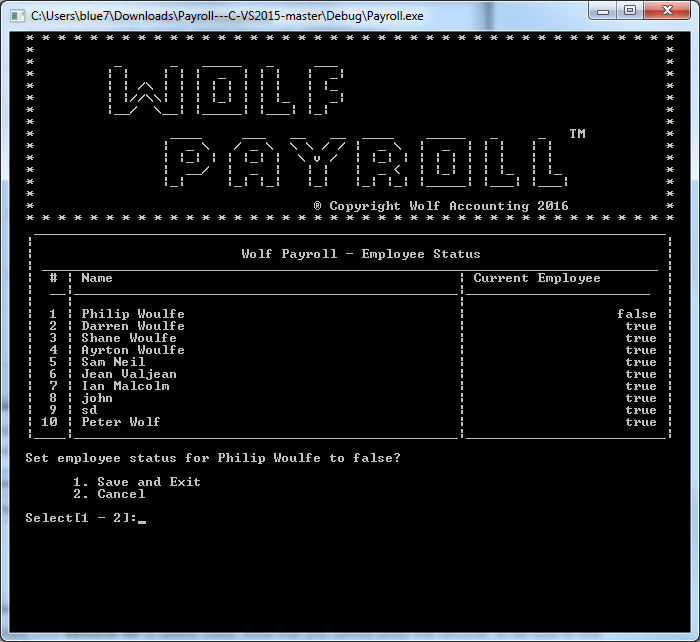 C:\Users\blue7\Downloads\Payroll---C-VS2015-master\Debug\Payroll.exe
WOLF
PAYROLL TM
® Copyright Wolf Accounting 2016
Wolf Payroll - Employee Status
# | Name | Current Employee
1 | Philip Woulfe | false
2 | Darren Woulfe | true
3 | Shane Woulfe | true
4 | Ayrton Woulfe | true
5 | Sam Neil | true
6 | Jean Valjean | true
7 | Ian Malcolm | true
8 | john | true
9 | sd | true
10 | Peter Wolf | true
Set employee status for Philip Woulfe to false?
1. Save and Exit
2. Cancel
Select[1 - 2]:_